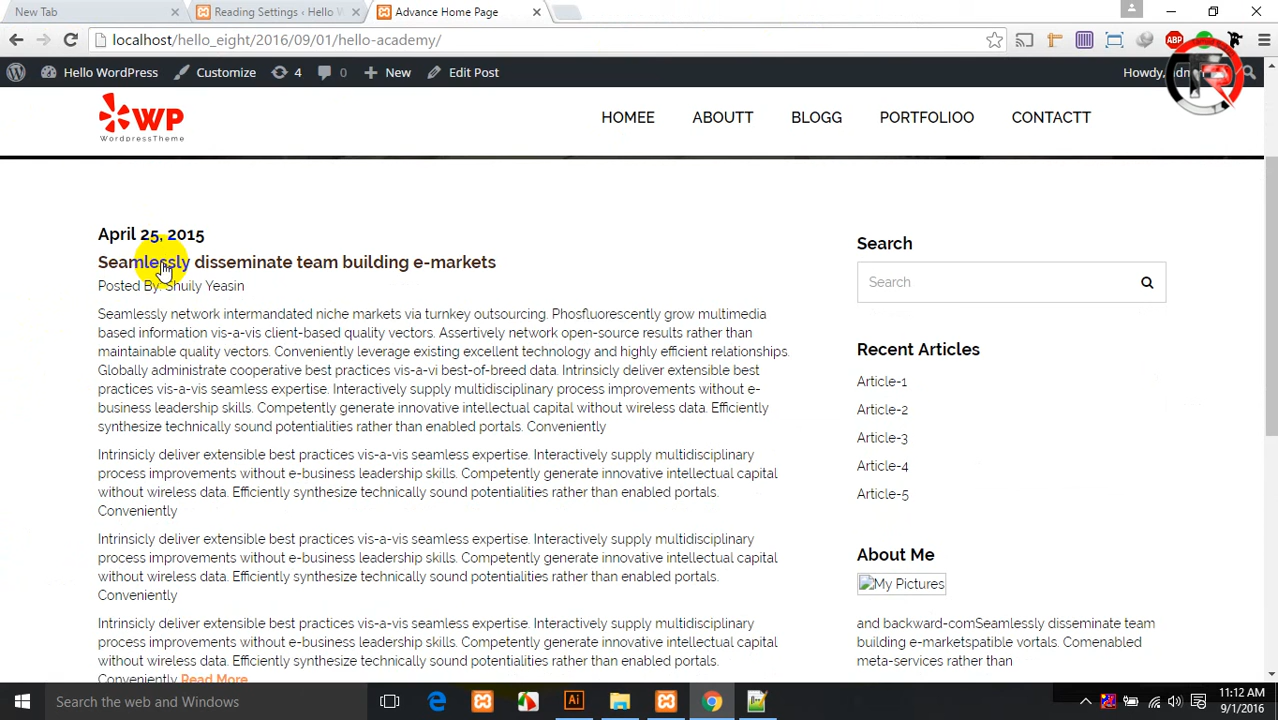 New Tab
Reading Settings ‹ Hello W
Advance Home Page
localhost/hello_eight/2016/09/01/hello-academy/
ABP
Hello WordPress
Customize
4
0
New
Edit Post
Howdy,
WP
WordpressTheme
HOMEE
ABOUTT
BLOGG
PORTFOLIOO
CONTACTT
April 25, 2015
Seamlessly disseminate team building e-markets
Posted By: Shuily Yeasin
Seamlessly network intermandated niche markets via turnkey outsourcing. Phosfluorescently grow multimedia
based information vis-a-vis client-based quality vectors. Assertively network open-source results rather than
maintainable quality vectors. Conveniently leverage existing excellent technology and highly efficient relationships.
Globally administrate cooperative best practices vis-a-vi best-of-breed data. Intrinsicly deliver extensible best
practices vis-a-vis seamless expertise. Interactively supply multidisciplinary process improvements without e-
business leadership skills. Competently generate innovative intellectual capital without wireless data. Efficiently
synthesize technically sound potentialities rather than enabled portals. Conveniently
Intrinsicly deliver extensible best practices vis-a-vis seamless expertise. Interactively supply multidisciplinary
process improvements without e-business leadership skills. Competently generate innovative intellectual capital
without wireless data. Efficiently synthesize technically sound potentialities rather than enabled portals.
Conveniently
Intrinsicly deliver extensible best practices vis-a-vis seamless expertise. Interactively supply multidisciplinary
process improvements without e-business leadership skills. Competently generate innovative intellectual capital
without wireless data. Efficiently synthesize technically sound potentialities rather than enabled portals.
Conveniently
Intrinsicly deliver extensible best practices vis-a-vis seamless expertise. Interactively supply multidisciplinary
process improvements without e-business leadership skills. Competently generate innovative intellectual capital
without wireless data. Efficiently synthesize technically sound potentialities rather than enabled portals.
Conveniently Read More
Search
Search
Recent Articles
Article-1
Article-2
Article-3
Article-4
Article-5
About Me
My Pictures
and backward-comSeamlessly disseminate team
building e-marketspatible vortals. Comenabled
meta-services rather than
Search the web and Windows
Ai
11:12 AM
9/1/2016